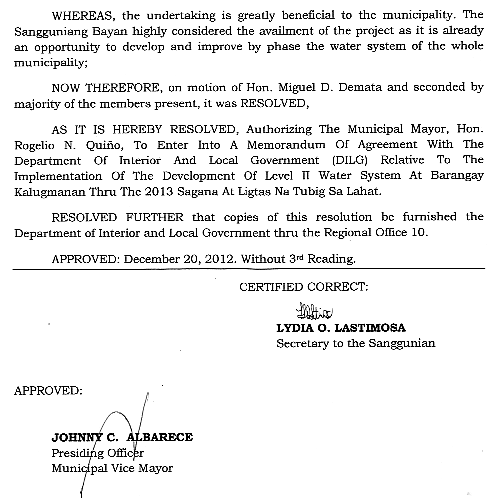 WHEREAS, the undertaking is greatly beneficial to the municipality. The
Sangguniang Bayan highly considered the availment of the project as it is already
an opportunity to develop and improve by phase the water system of the whole
municipality;
NOW THEREFORE, on motion of Hon. Miguel D. Demata and seconded by
majority of the members present, it was RESOLVED,
AS IT IS HEREBY RESOLVED, Authorizing The Municipal Mayor, Hon.
Rogelio N. Quiño, To Enter Into A Memorandum Of Agreement With The
Department Of Interior And Local Government (DILG) Relative To The
Implementation Of The Development Of Level II Water System At Barangay
Kalugmanan Thru The 2013 Sagana At Ligtas Na Tubig Sa Lahat.
RESOLVED FURTHER that copies of this resolution be furnished the
Department of Interior and Local Government thru the Regional Office 10.
APPROVED: December 20, 2012. Without 3rd Reading.
CERTIFIED CORRECT:
LYDIA O. LASTIMOSA
Secretary to the Sanggunian
APPROVED:
JOHNNY C. ALBARECE
Presiding Officer
Municipal Vice Mayor